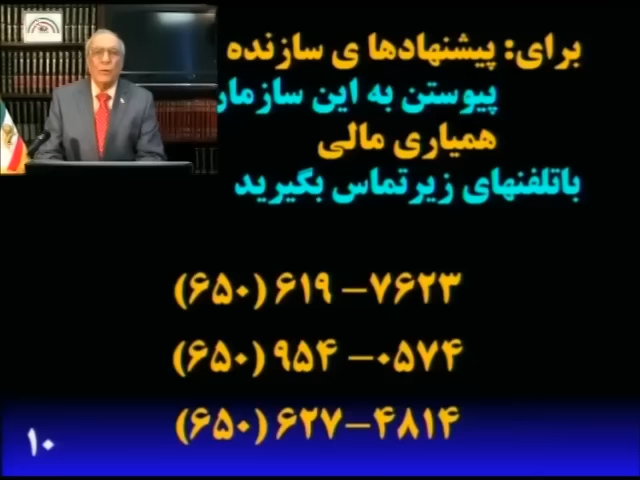 برای: پیشنهادها ی سازنده
پیوستن به این سازمان
همیاری مالی
باتلفنهای زیرتماس بگیرید
(۶۵۰) ۶۱۹ –۷۶۲۳
(۶۵۰) ۹۵۴ –۰۵۷۴
(۶۵۰) ۶۲۷–۴۸۱۴
۱۰